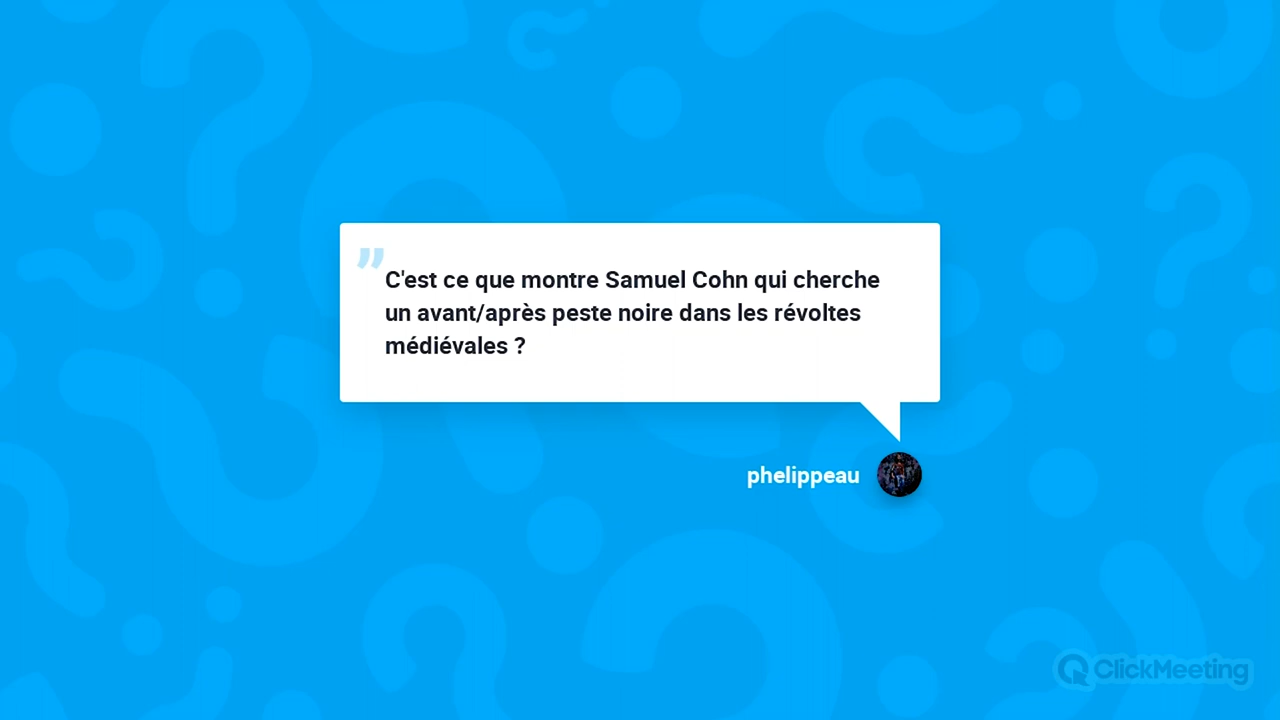 ”
C'est ce que montre Samuel Cohn qui cherche
un avant/après peste noire dans les révoltes
médiévales ?
phelippeau
ClickMeeting